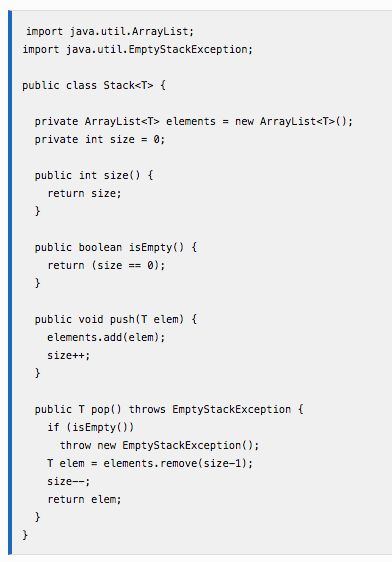 import java.util.ArrayList;
import java.util.EmptyStackException;

public class Stack<T> {

  private ArrayList<T> elements = new ArrayList<T>();
  private int size = 0;

  public int size() {
    return size;
  }

  public boolean isEmpty() {
    return (size == 0);
  }

  public void push(T elem) {
    elements.add(elem);
    size++;
  }

  public T pop() throws EmptyStackException {
    if (isEmpty())
      throw new EmptyStackException();
    T elem = elements.remove(size-1);
    size--;
    return elem;
  }
}